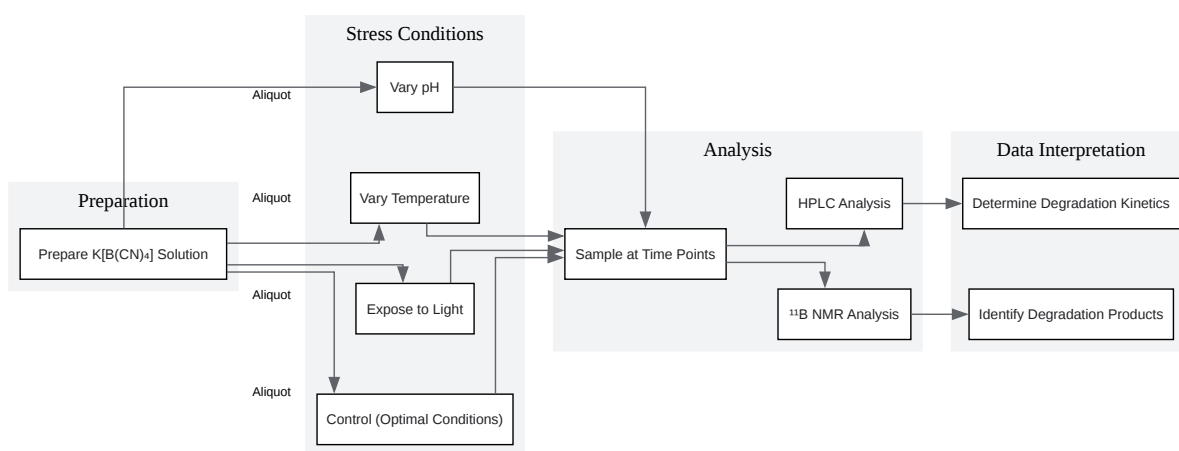 Stress Conditions
Vary pH
Aliquot
Analysis
Data Interpretation
Preparation
Aliquot
Vary Temperature
HPLC Analysis
Determine Degradation Kinetics
Prepare K[B(CN)₄] Solution
Sample at Time Points
Aliquot
Expose to Light
¹¹B NMR Analysis
Identify Degradation Products
Aliquot
Control (Optimal Conditions)